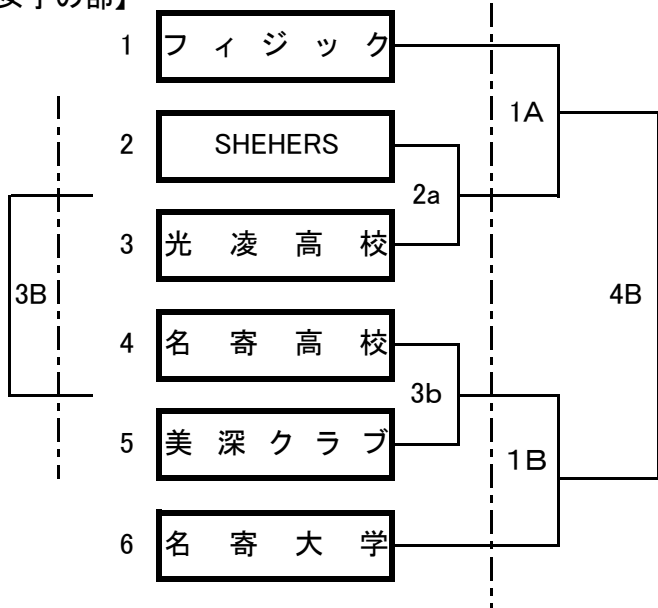 女子の部】
1 フィジック
1A
2 SHEHERS
2a
3 光凌高校
3B
4B
4 名寄高校
3b
5 美深クラブ
1B
6 名寄大学